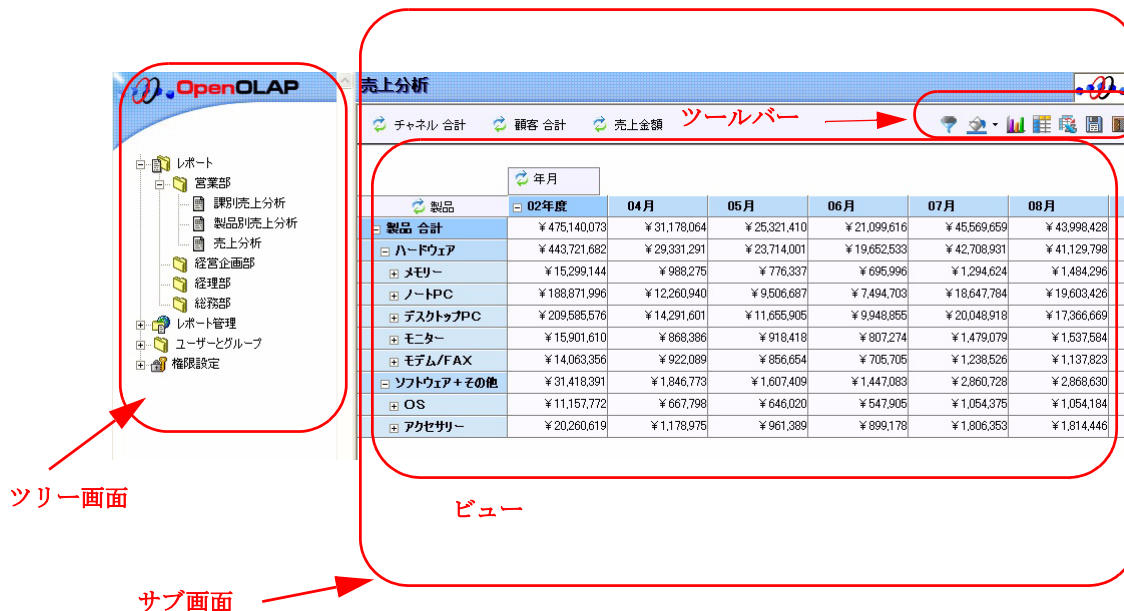 OpenOLAP
売上分析
チャネル 合計 顧客 合計 売上金額 ツールバー
レポート
営業部
課別売上分析
製品別売上分析
売上分析
経営企画部
経理部
総務部
レポート管理
ユーザーとグループ
権限設定
年月
製品 02年度 04月 05月 06月 07月 08月
製品 合計 ¥475,140,073 ¥31,178,064 ¥25,321,410 ¥21,099,616 ¥45,569,659 ¥43,998,428
ハードウェア ¥443,721,682 ¥29,331,291 ¥23,714,001 ¥19,652,533 ¥42,708,931 ¥41,129,798
メモリー ¥15,299,144 ¥988,275 ¥776,337 ¥695,996 ¥1,294,624 ¥1,484,296
ノートPC ¥188,871,996 ¥12,260,940 ¥9,506,687 ¥7,494,703 ¥18,647,784 ¥19,603,426
デスクトップPC ¥209,585,576 ¥14,291,601 ¥11,655,905 ¥9,948,855 ¥20,048,918 ¥17,366,669
モニター ¥15,901,610 ¥868,386 ¥918,418 ¥807,274 ¥1,479,079 ¥1,537,584
モデム/FAX ¥14,063,356 ¥922,089 ¥856,654 ¥705,705 ¥1,238,526 ¥1,137,823
ソフトウェア+その他 ¥31,418,391 ¥1,846,773 ¥1,607,409 ¥1,447,083 ¥2,860,728 ¥2,868,630
OS ¥11,157,772 ¥667,798 ¥646,020 ¥547,905 ¥1,054,375 ¥1,054,184
アクセサリー ¥20,260,619 ¥1,178,975 ¥961,389 ¥899,178 ¥1,806,353 ¥1,814,446
ツリー画面
ビュー
サブ画面